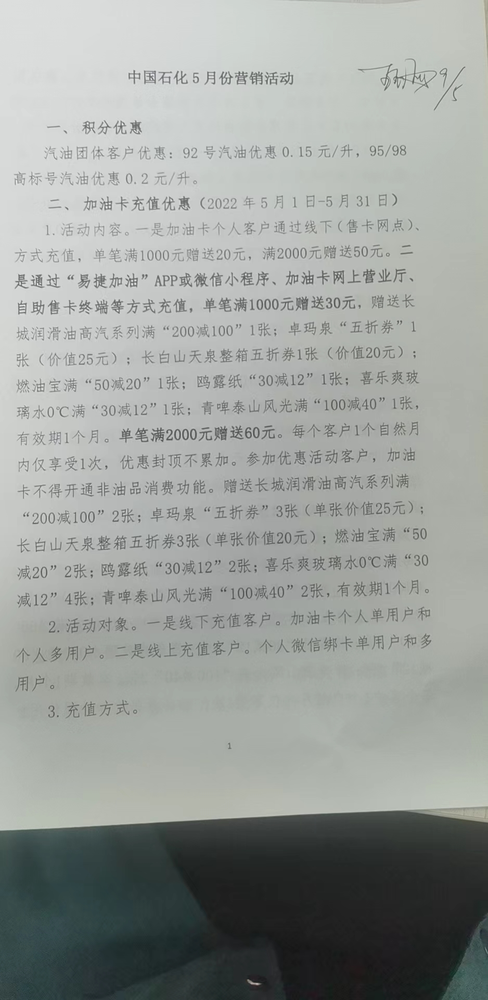 中国石化5月份营销活动
9/5
一、积分优惠
汽油团体客户优惠：92号汽油优惠0.15元/升，95/98
高标号汽油优惠0.2元/升。
二、加油卡充值优惠（2022年5月1日-5月31日）
1.活动内容。一是加油卡个人客户通过线下（售卡网点）、
方式充值，单笔满1000元赠送20元，满2000元赠送50元。二
是通过“易捷加油”APP或微信小程序、加油卡网上营业厅、
自助售卡终端等方式充值，单笔满1000元赠送30元，赠送长
城润滑油高汽系列满“200减100”1张；卓玛泉“五折券”1
张（价值25元）；长白山天泉整箱五折券1张（价值20元）；
燃油宝满“50减20”1张；鸥露纸“30减12”1张；喜乐爽玻
璃水0℃满“30减12”1张；青啤泰山风光满“100减40”1张，
有效期1个月。单笔满2000元赠送60元。每个客户1个自然月
内仅享受1次，优惠封顶不累加。参加优惠活动客户，加油
卡不得开通非油品消费功能。赠送长城润滑油高汽系列满
“200减100”2张；卓玛泉“五折券”3张（单张价值25元）；
长白山天泉整箱五折券3张（单张价值20元）；燃油宝满“50
减20”2张；鸥露纸“30减12”2张；喜乐爽玻璃水0℃满“30
减12”4张；青啤泰山风光满“100减40”2张，有效期1个月。
2.活动对象。一是线下充值客户。加油卡个人单用户和
个人多用户。二是线上充值客户。个人微信绑卡单用户和多
用户。
3.充值方式。
1